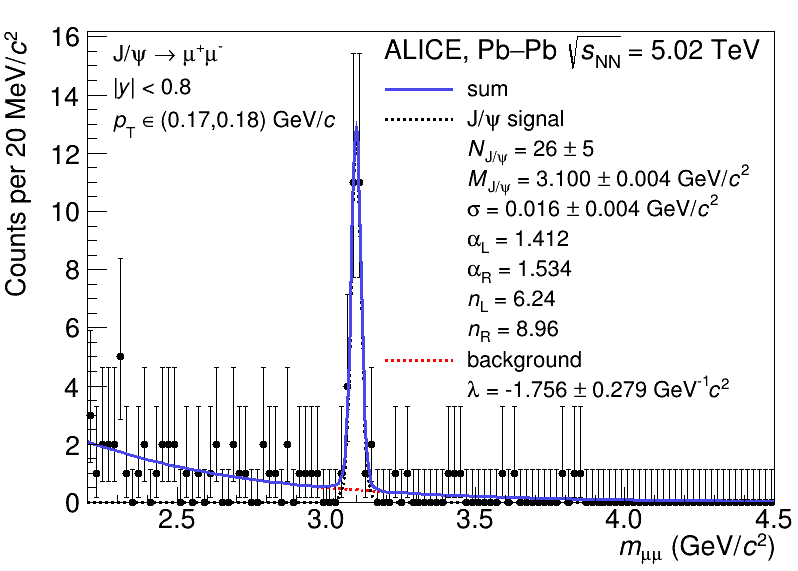 J/ψ → μ⁺μ⁻
|y| < 0.8
p_T ∈ (0.17,0.18) GeV/c
ALICE, Pb–Pb √s_NN = 5.02 TeV
sum
J/ψ signal
N_J/ψ = 26 ± 5
M_J/ψ = 3.100 ± 0.004 GeV/c²
σ = 0.016 ± 0.004 GeV/c²
α_L = 1.412
α_R = 1.534
n_L = 6.24
n_R = 8.96
background
λ = -1.756 ± 0.279 GeV⁻¹c²
Counts per 20 MeV/c²
16
14
12
10
8
6
4
2
0
2.5 3.0 3.5 4.0 4.5
m_μμ (GeV/c²)